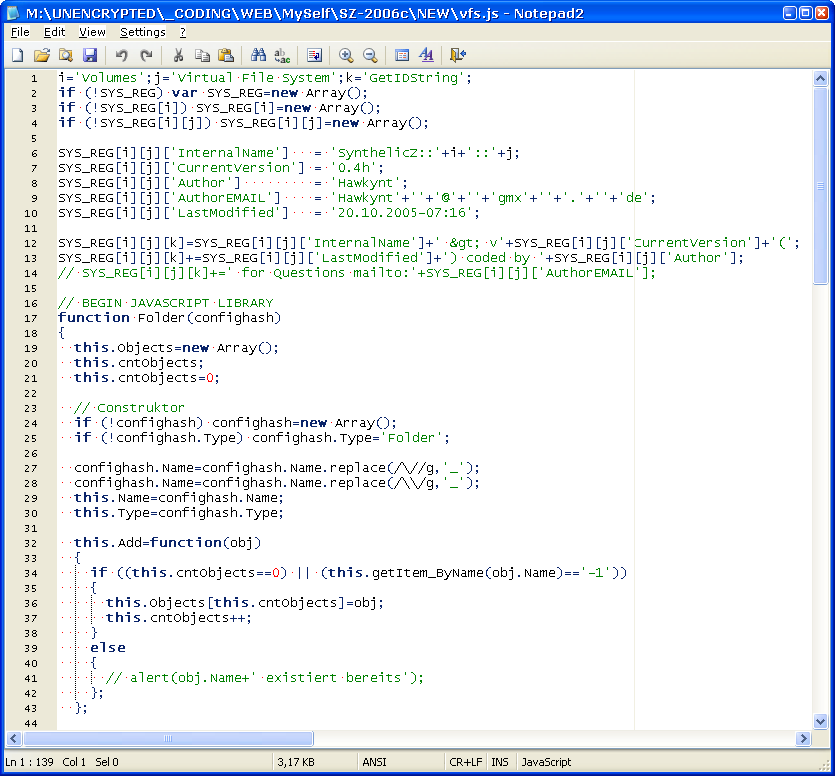 M:\UNENCRYPTED\_CODING\WEB\MySelf\SZ-2006c\NEW\vfs.js - Notepad2
File Edit View Settings ?
1 i='Volumes';j='Virtual File System';k='GetIDString';
2 if (!SYS_REG) var SYS_REG=new Array();
3 if (!SYS_REG[i]) SYS_REG[i]=new Array();
4 if (!SYS_REG[i][j]) SYS_REG[i][j]=new Array();
5
6 SYS_REG[i][j]['InternalName']   = 'SynthelicZ::'+i+'::'+j;
7 SYS_REG[i][j]['CurrentVersion'] = '0.4h';
8 SYS_REG[i][j]['Author']         = 'Hawkynt';
9 SYS_REG[i][j]['AuthorEMAIL']    = 'Hawkynt'+''+'@'+''+'gmx'+''+'.'+''+'de';
10 SYS_REG[i][j]['LastModified']   = '20.10.2005-07:16';
11
12 SYS_REG[i][j][k]=SYS_REG[i][j]['InternalName']+' &gt; v'+SYS_REG[i][j]['CurrentVersion']+'(';
13 SYS_REG[i][j][k]+=SYS_REG[i][j]['LastModified']+') coded by '+SYS_REG[i][j]['Author'];
14 // SYS_REG[i][j][k]+=' for Questions mailto:'+SYS_REG[i][j]['AuthorEMAIL'];
15
16 // BEGIN JAVASCRIPT LIBRARY
17 function Folder(confighash)
18 {
19   this.Objects=new Array();
20   this.cntObjects;
21   this.cntObjects=0;
22
23   // Construktor
24   if (!confighash) confighash=new Array();
25   if (!confighash.Type) confighash.Type='Folder';
26
27   confighash.Name=confighash.Name.replace(/\//g,'_');
28   confighash.Name=confighash.Name.replace(/\\/g,'_');
29   this.Name=confighash.Name;
30   this.Type=confighash.Type;
31
32   this.Add=function(obj)
33   {
34     if ((this.cntObjects==0) || (this.getItem_ByName(obj.Name)=='-1'))
35     {
36       this.Objects[this.cntObjects]=obj;
37       this.cntObjects++;
38     }
39     else
40     {
41       // alert(obj.Name+' existiert bereits');
42     };
43   };
44
Ln 1 : 139 Col 1 Sel 0 3,17 KB ANSI CR+LF INS JavaScript